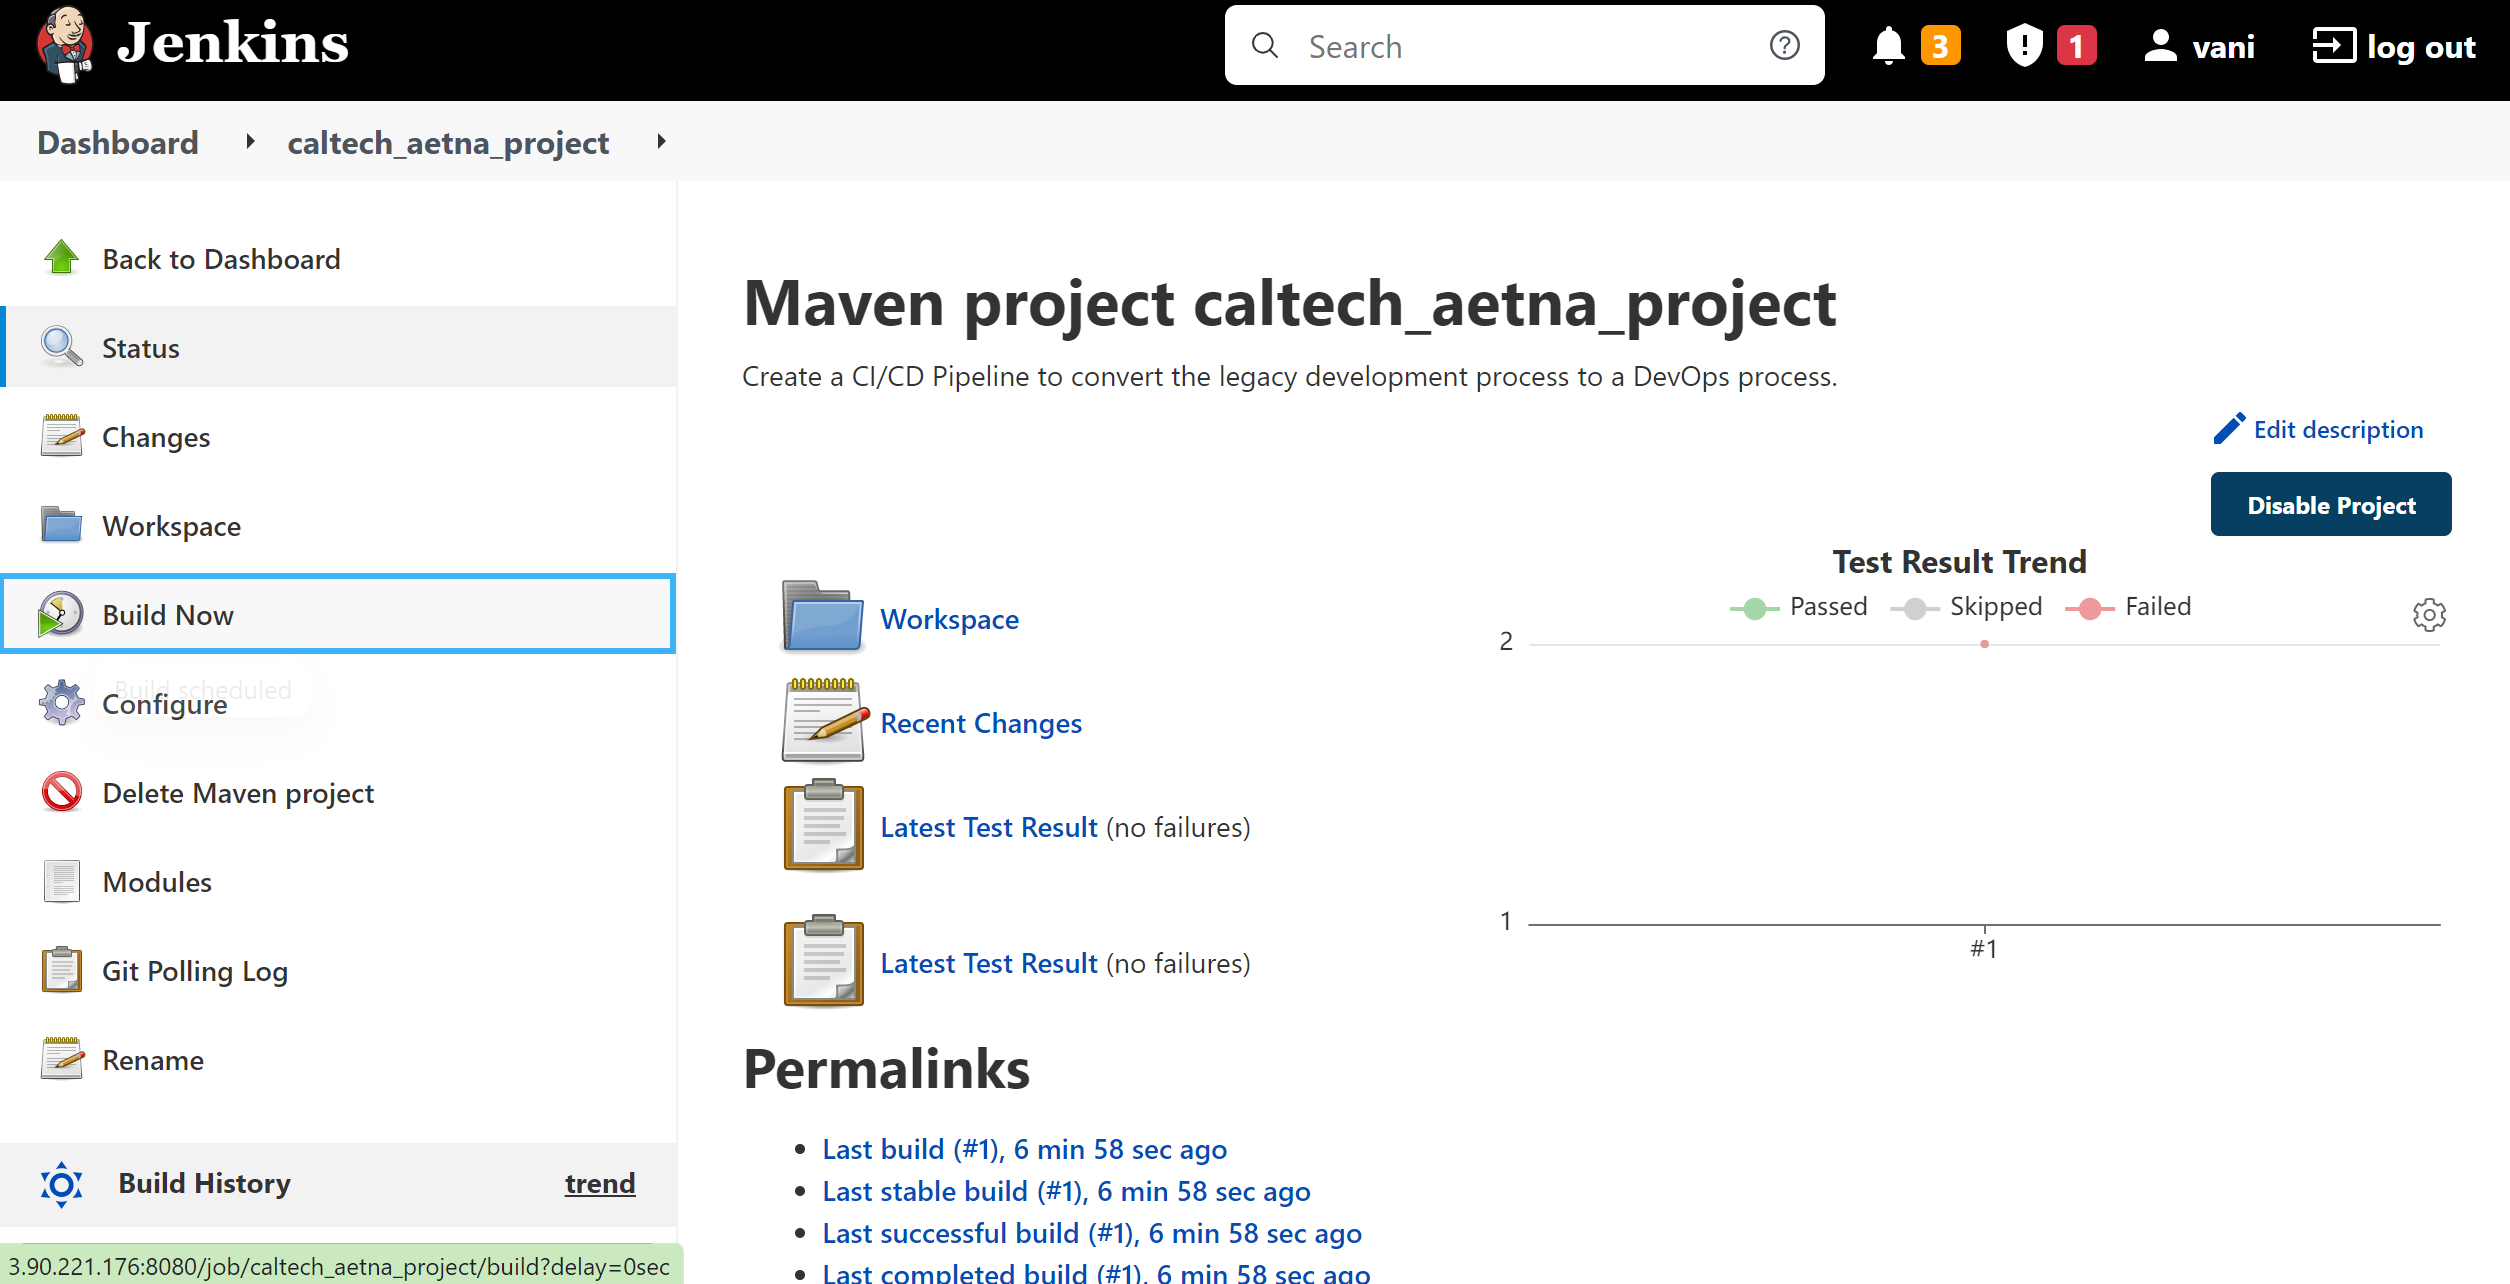 Jenkins
Search
3
1
vani
log out
Dashboard
caltech_aetna_project
Back to Dashboard
Status
Changes
Workspace
Build Now
Build scheduled
Configure
Delete Maven project
Modules
Git Polling Log
Rename
Build History
trend
3.90.221.176:8080/job/caltech_aetna_project/build?delay=0sec
Maven project caltech_aetna_project
Create a CI/CD Pipeline to convert the legacy development process to a DevOps process.
Edit description
Disable Project
Workspace
Recent Changes
Latest Test Result (no failures)
Latest Test Result (no failures)
Test Result Trend
Passed Skipped Failed
2
1
#1
Permalinks
Last build (#1), 6 min 58 sec ago
Last stable build (#1), 6 min 58 sec ago
Last successful build (#1), 6 min 58 sec ago
Last completed build (#1), 6 min 58 sec ago